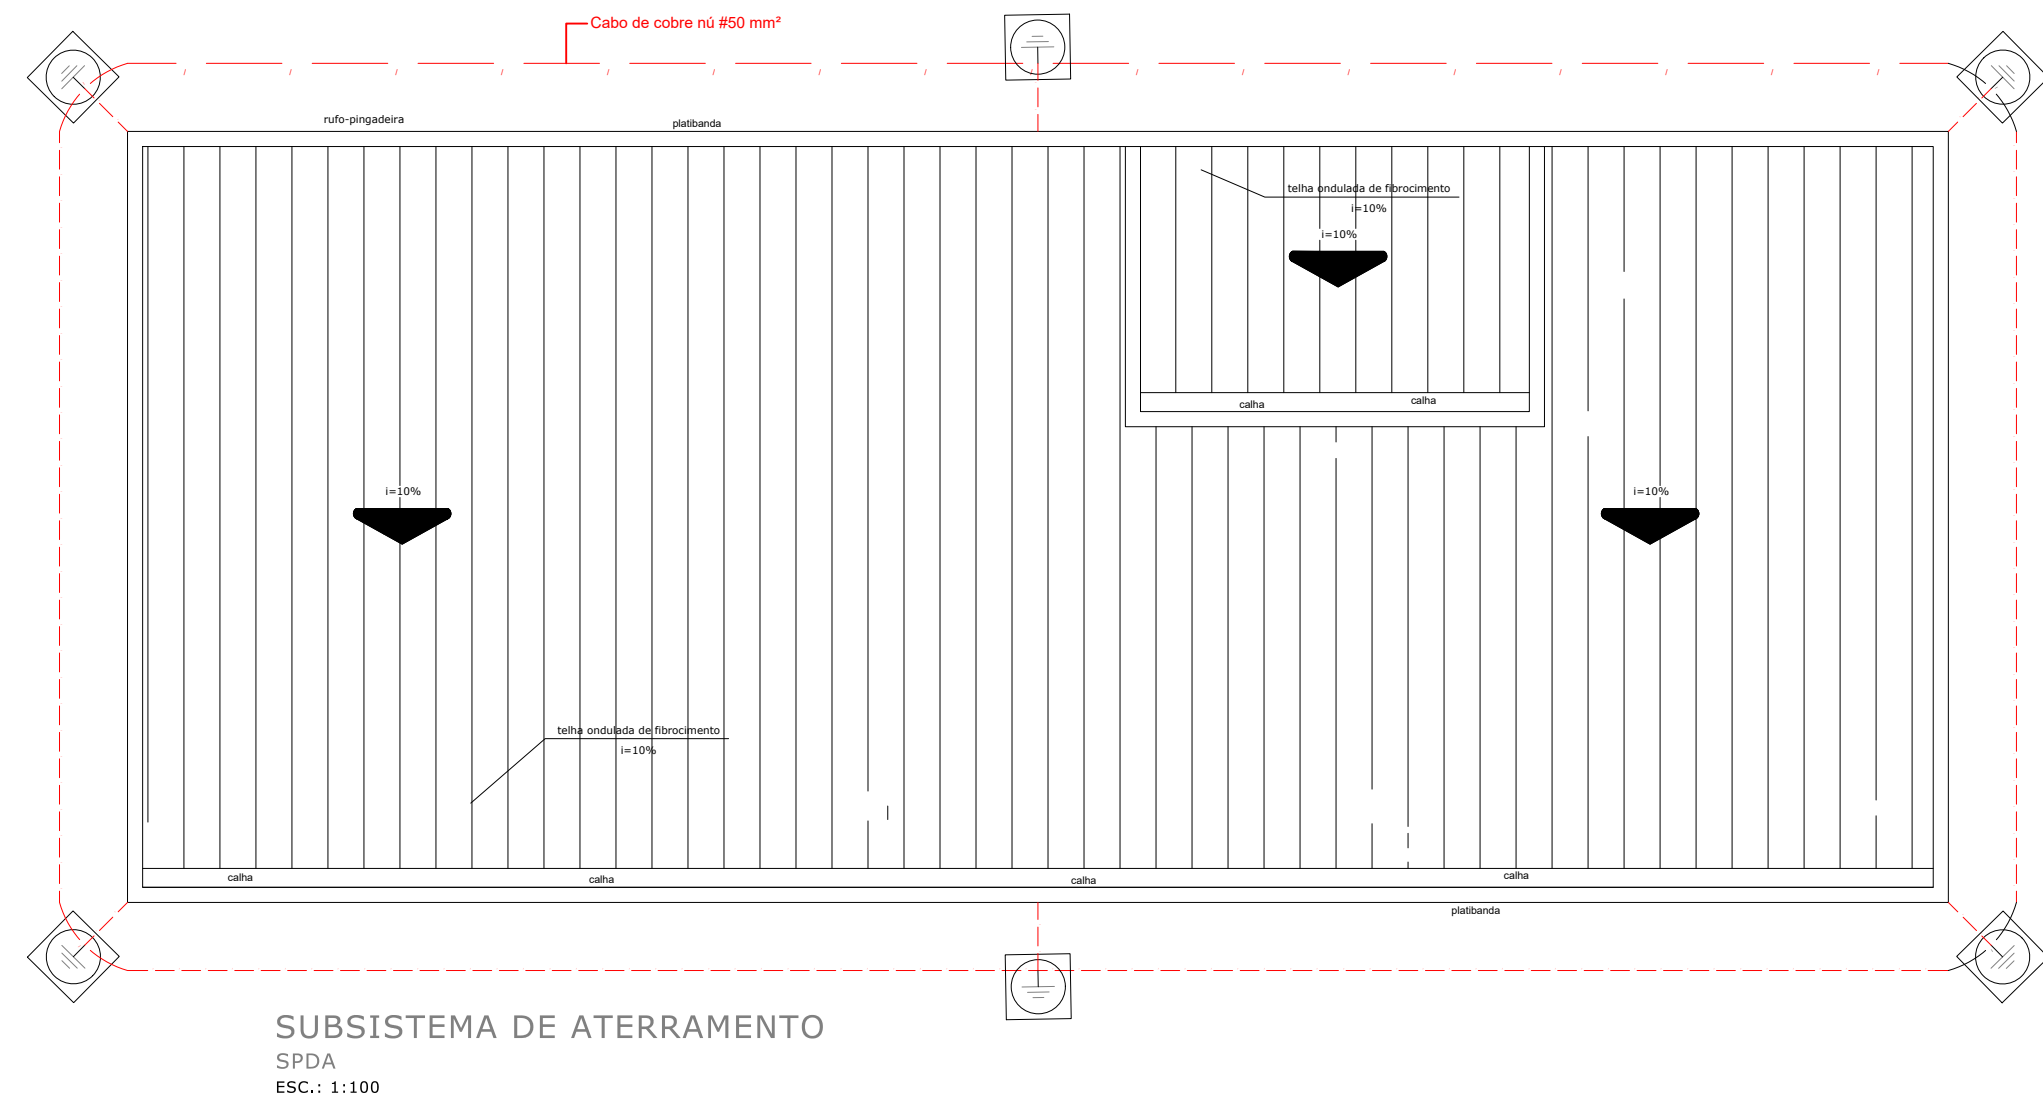 Cabo de cobre nú #50 mm²
rufo-pingadeira
platibanda
telha ondulada de fibrocimento
i=10%
i=10%
calha
calha
i=10%
i=10%
telha ondulada de fibrocimento
i=10%
calha
calha
calha
calha
platibanda
SUBSISTEMA DE ATERRAMENTO
SPDA
ESC.: 1:100